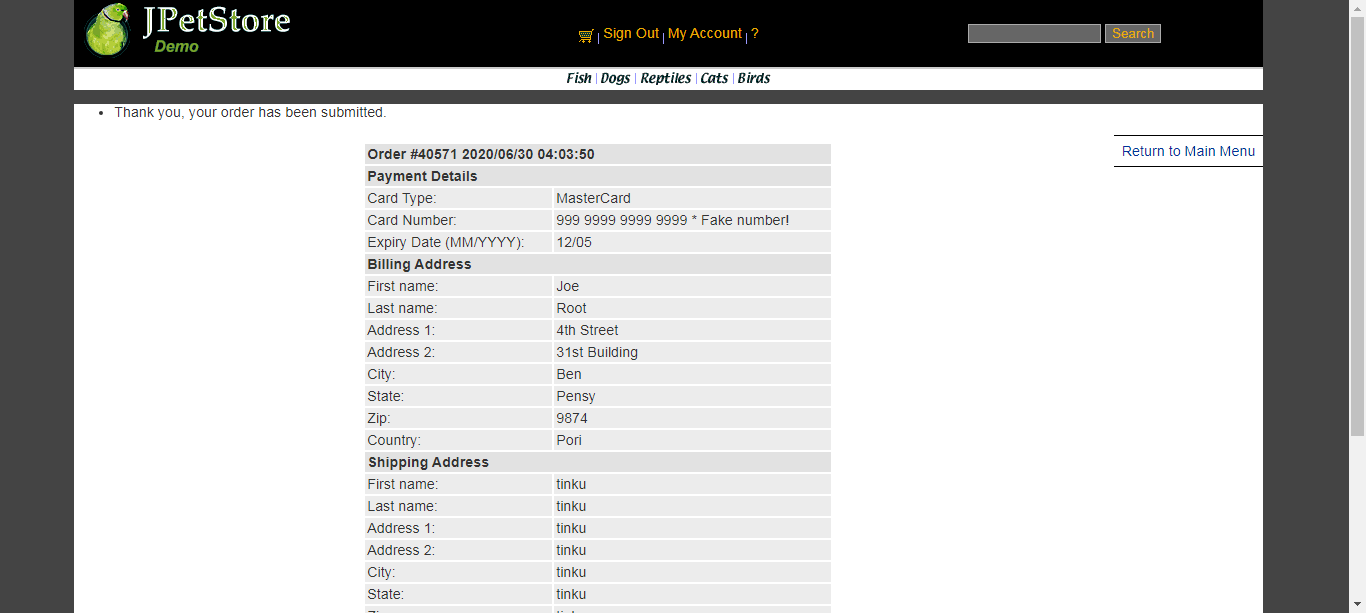 JPetStore
Demo
Sign Out | My Account | ?
Search
Fish | Dogs | Reptiles | Cats | Birds
• Thank you, your order has been submitted.
Return to Main Menu
Order #40571 2020/06/30 04:03:50
Payment Details
Card Type: MasterCard
Card Number: 999 9999 9999 9999 * Fake number!
Expiry Date (MM/YYYY): 12/05
Billing Address
First name: Joe
Last name: Root
Address 1: 4th Street
Address 2: 31st Building
City: Ben
State: Pensy
Zip: 9874
Country: Pori
Shipping Address
First name: tinku
Last name: tinku
Address 1: tinku
Address 2: tinku
City: tinku
State: tinku